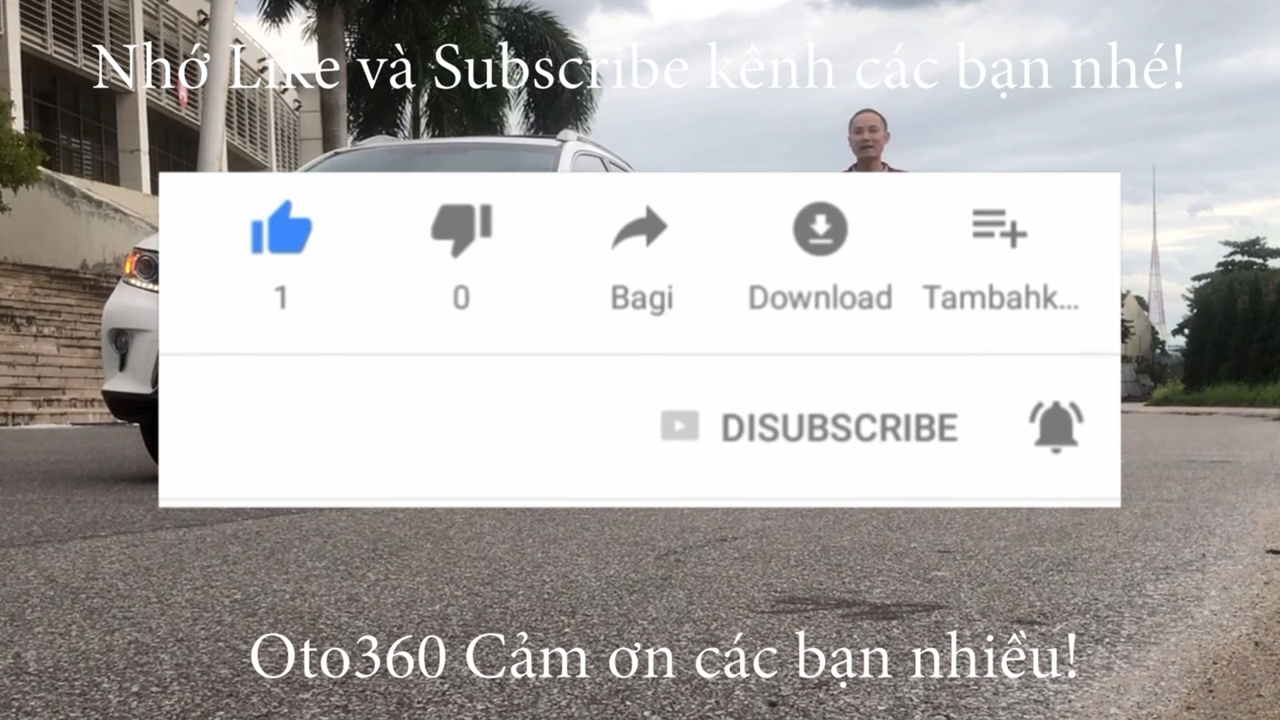 Nhớ Like và Subscribe kênh các bạn nhé!
1 0 Bagi Download Tambahk...
DISUBSCRIBE
Oto360 Cảm ơn các bạn nhiều!